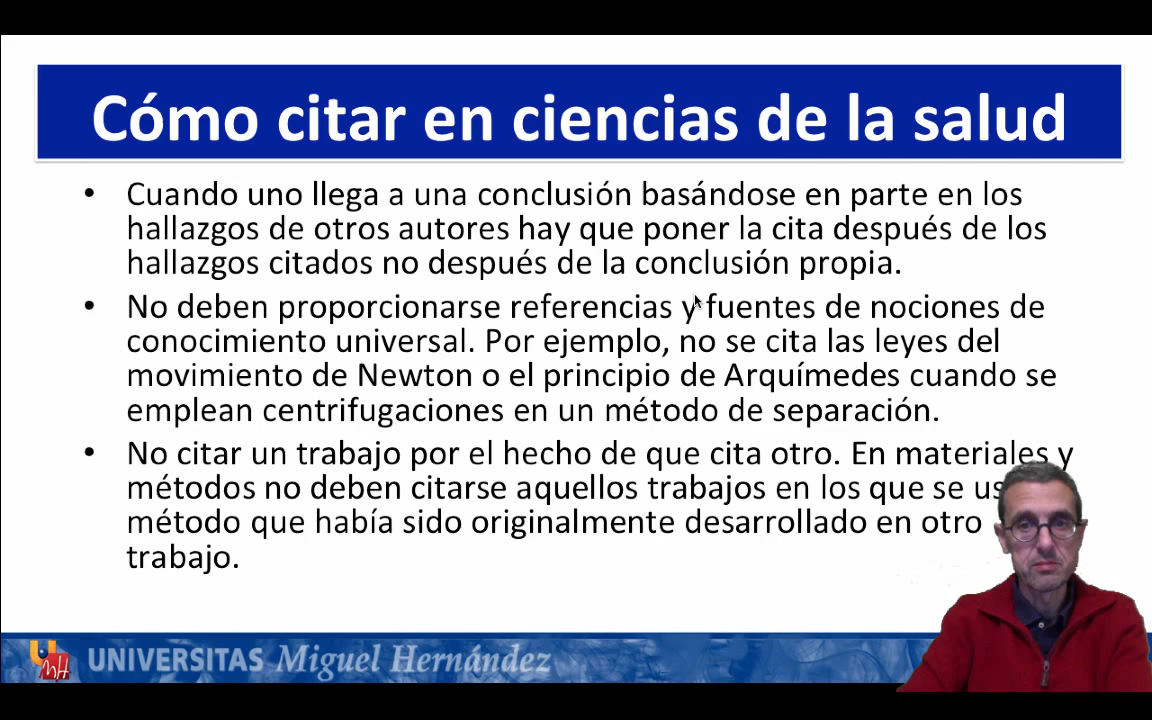 Cómo citar en ciencias de la salud
• Cuando uno llega a una conclusión basándose en parte en los
hallazgos de otros autores hay que poner la cita después de los
hallazgos citados no después de la conclusión propia.
• No deben proporcionarse referencias y fuentes de nociones de
conocimiento universal. Por ejemplo, no se cita las leyes del
movimiento de Newton o el principio de Arquímedes cuando se
emplean centrifugaciones en un método de separación.
• No citar un trabajo por el hecho de que cita otro. En materiales y
métodos no deben citarse aquellos trabajos en los que se
método que había sido originalmente desarrollado en otro
trabajo.
UNIVERSITAS Miguel Hernández